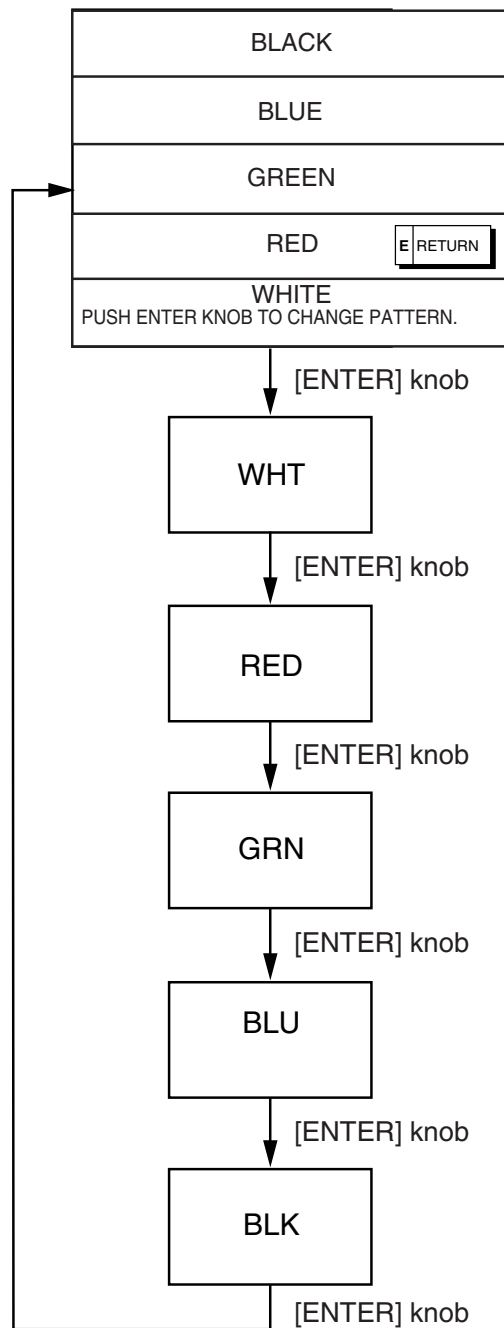 BLACK
BLUE
GREEN
RED
E RETURN
WHITE
PUSH ENTER KNOB TO CHANGE PATTERN.
[ENTER] knob
WHT
[ENTER] knob
RED
[ENTER] knob
GRN
[ENTER] knob
BLU
[ENTER] knob
BLK
[ENTER] knob